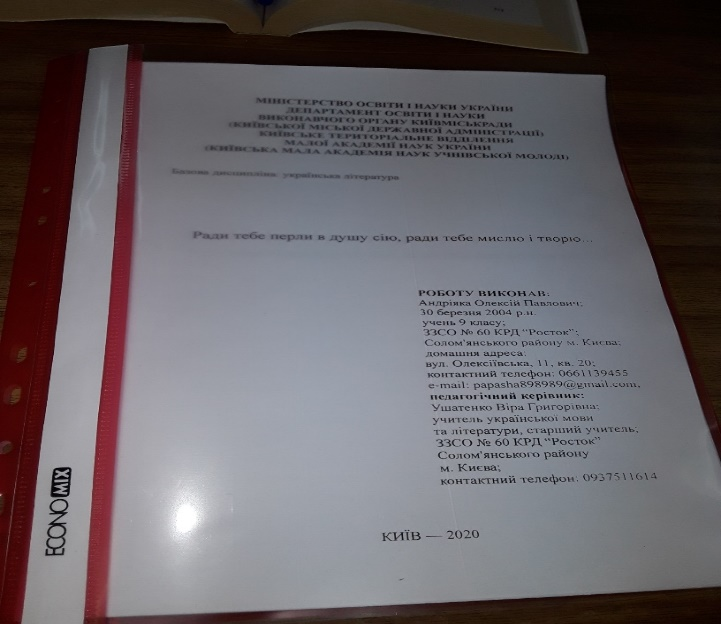 МІНІСТЕРСТВО ОСВІТИ І НАУКИ УКРАЇНИ
ДЕПАРТАМЕНТ ОСВІТИ І НАУКИ
ВИКОНАВЧОГО ОРГАНУ КИЇВМІСЬКРАДИ
(КИЇВСЬКОЇ МІСЬКОЇ ДЕРЖАВНОЇ АДМІНІСТРАЦІЇ)
КИЇВСЬКЕ ТЕРИТОРІАЛЬНЕ ВІДДІЛЕННЯ
МАЛОЇ АКАДЕМІЇ НАУК УКРАЇНИ
(КИЇВСЬКА МАЛА АКАДЕМІЯ НАУК УЧНІВСЬКОЇ МОЛОДІ)
Базова дисципліна: українська література
Ради тебе перли в душу сію, ради тебе мислю і творю...
РОБОТУ ВИКОНАВ:
Андріяка Олексій Павлович;
30 березня 2004 р.н.
учень 9 класу;
ЗЗСО № 60 КРД “Росток”;
Солом'янського району м. Києва;
домашня адреса:
вул. Олексіївська, 11, кв. 20;
контактний телефон: 0661139455
e-mail: papasha898989@gmail.com,
педагогічний керівник:
Ушатенко Віра Григорівна;
учитель української мови
та літератури, старший учитель;
ЗЗСО № 60 КРД “Росток”
Солом'янського району
м. Києва;
контактний телефон: 0937511614
КИЇВ — 2020
ECONOMIX